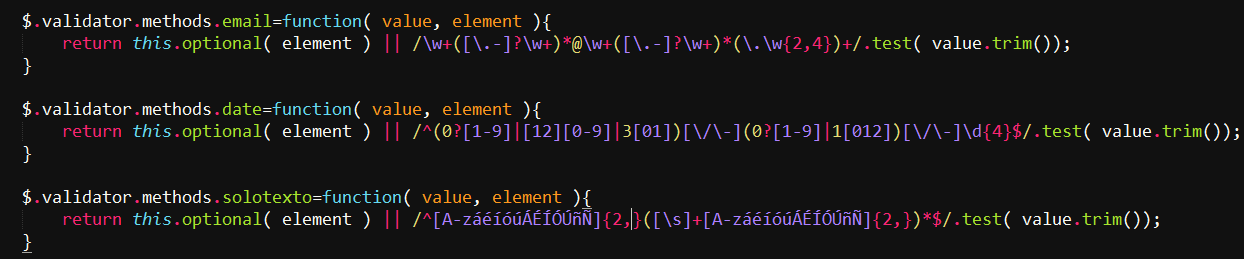 $.validator.methods.email=function( value, element ){
return this.optional( element ) || /\w+([\.-]?\w+)*@\w+([\.-]?\w+)*(\.\w{2,4})+/.test( value.trim());
}
$.validator.methods.date=function( value, element ){
return this.optional( element ) || /^(0?[1-9]|[12][0-9]|3[01])[\/\-](0?[1-9]|1[012])[\/\-]\d{4}$/.test( value.trim());
}
$.validator.methods.solotexto=function( value, element ){
return this.optional( element ) || /^[A-záéíóúÁÉÍÓÚñÑ]{2,}([\s]+[A-záéíóúÁÉÍÓÚñÑ]{2,})*$/.test( value.trim());
}